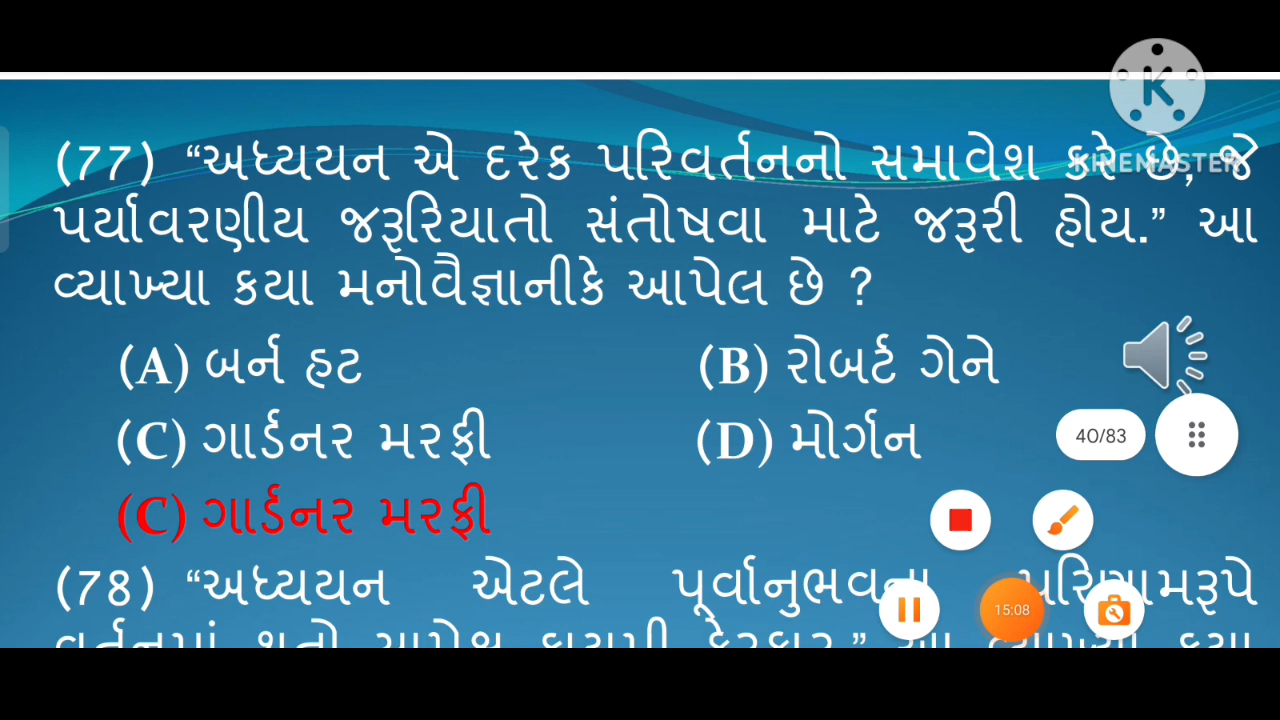 K
KINEMASTER
(77) “અધ્યયન એ દરેક પરિવર્તનનો સમાવેશ કરે છે, જે
પર્યાવરણીય જરૂરિયાતો સંતોષવા માટે જરૂરી હોય.” આ
વ્યાખ્યા કયા મનોવૈજ્ઞાનીકે આપેલ છે ?
(A) બર્ન હટ (B) રોબર્ટ ગેને
(C) ગાર્ડનર મરફી (D) મોર્ગન
40/83
(C) ગાર્ડનર મરફી
(78) “અધ્યયન એટલે પૂર્વાનુભવના પરિણામરૂપે
15:08